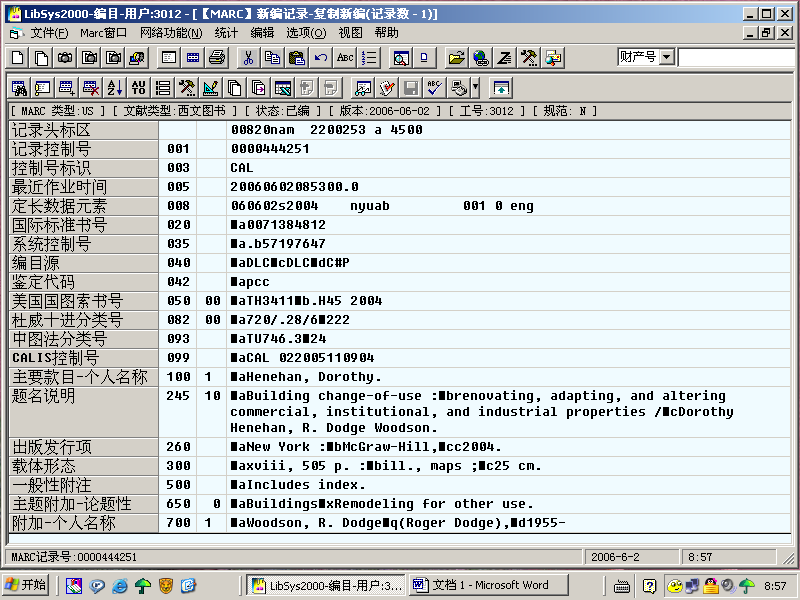 LibSys2000-编目-用户:3012 - [【MARC】新编记录-复制新编(记录数 - 1)]
文件(F) Marc窗口 网络功能(N) 统计 编辑 选项(O) 视图 帮助
ABC Z 财产号
[ MARC 类型:US ] [ 文献类型:西文图书 ] [ 状态:已编 ] [ 版本:2006-06-02 ] [ 工号:3012 ] [ 规范: N ]
记录头标区 00820nam 2200253 a 4500
记录控制号 001 0000444251
控制号标识 003 CAL
最近作业时间 005 20060602085300.0
定长数据元素 008 060602s2004 nyuab 001 0 eng
国际标准书号 020 ■a0071384812
系统控制号 035 ■a.b57197647
编目源 040 ■aDLC■cDLC■dC#P
鉴定代码 042 ■apcc
美国国图索书号 050 00 ■aTH3411■b.H45 2004
杜威十进分类号 082 00 ■a720/.28/6■222
中图法分类号 093 ■aTU746.3■24
CALIS控制号 099 ■aCAL 022005110904
主要款目-个人名称 100 1 ■aHenehan, Dorothy.
题名说明 245 10 ■aBuilding change-of-use :■brenovating, adapting, and altering
commercial, institutional, and industrial properties /■cDorothy
Henehan, R. Dodge Woodson.
出版发行项 260 ■aNew York :■bMcGraw-Hill,■cc2004.
载体形态 300 ■axviii, 505 p. :■bill., maps ;■c25 cm.
一般性附注 500 ■aIncludes index.
主题附加-论题性 650 0 ■aBuildings■xRemodeling for other use.
附加-个人名称 700 1 ■aWoodson, R. Dodge■q(Roger Dodge),■d1955-
MARC记录号:0000444251 2006-6-2 8:57
开始 LibSys2000-编目-用户:3... 文档 1 - Microsoft Word 8:57